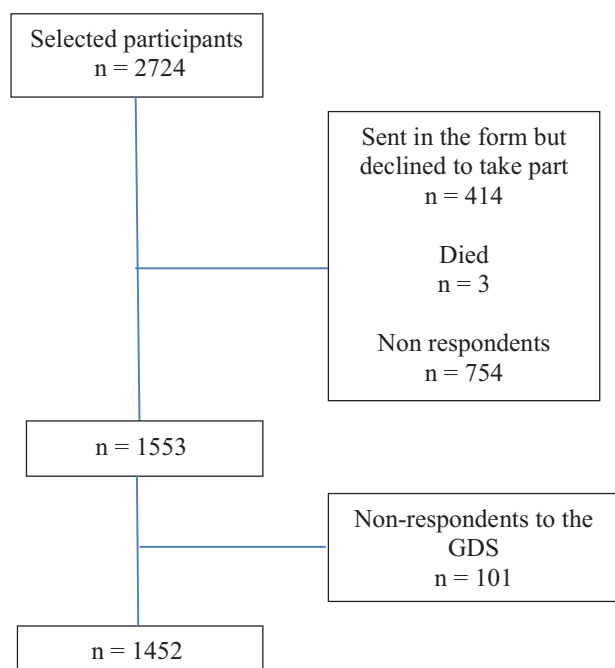 Selected participants
n = 2724
Sent in the form but
declined to take part
n = 414
Died
n = 3
Non respondents
n = 754
n = 1553
Non-respondents to the
GDS
n = 101
n = 1452